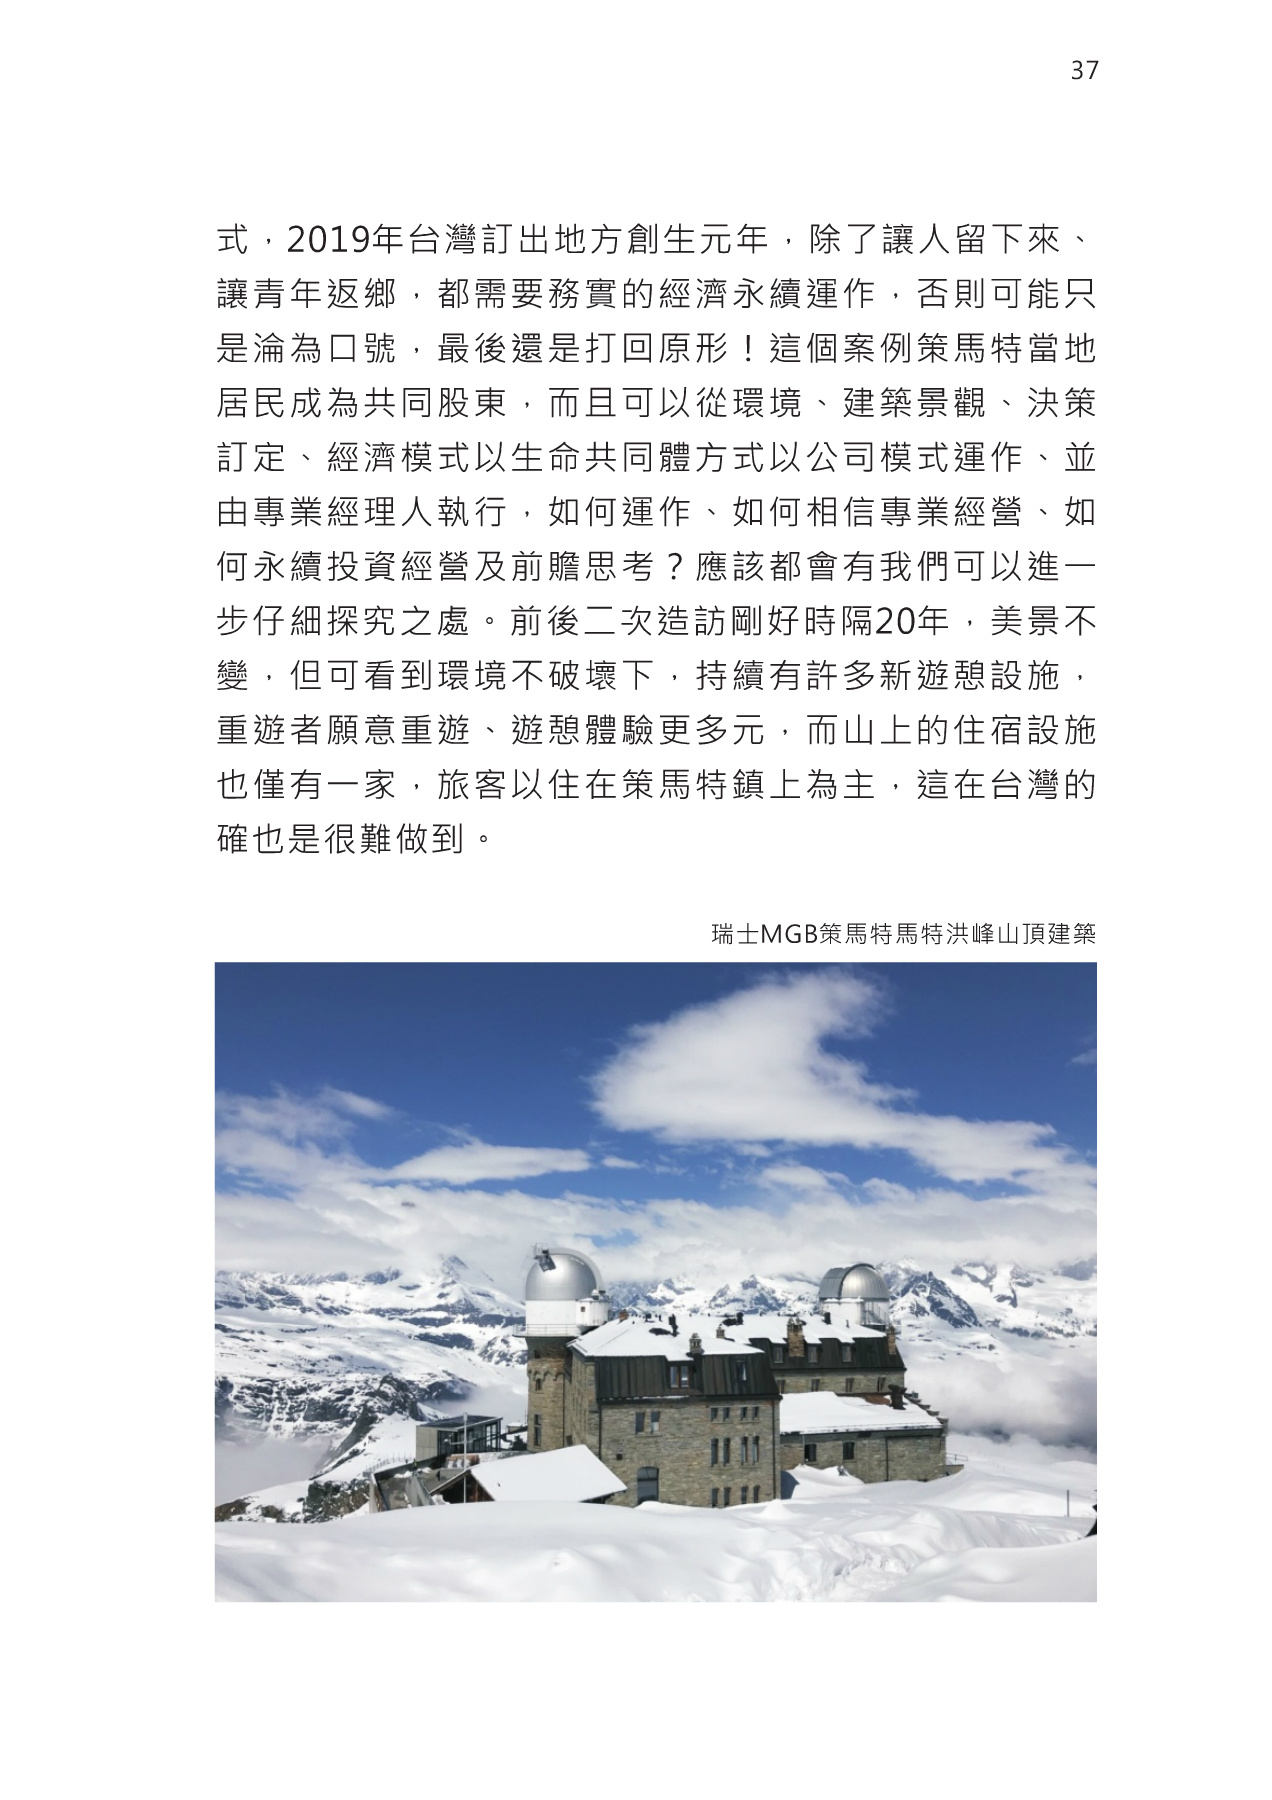 37
式，2019年台灣訂出地方創生元年，除了讓人留下來、
讓青年返鄉，都需要務實的經濟永續運作，否則可能只
是淪為口號，最後還是打回原形！這個案例策馬特當地
居民成為共同股東，而且可以從環境、建築景觀、決策
訂定、經濟模式以生命共同體方式以公司模式運作、並
由專業經理人執行，如何運作、如何相信專業經營、如
何永續投資經營及前瞻思考？應該都會有我們可以進一
步仔細探究之處。前後二次造訪剛好時隔20年，美景不
變，但可看到環境不破壞下，持續有許多新遊憩設施，
重遊者願意重遊、遊憩體驗更多元，而山上的住宿設施
也僅有一家，旅客以住在策馬特鎮上為主，這在台灣的
確也是很難做到。
瑞士MGB策馬特馬特洪峰山頂建築